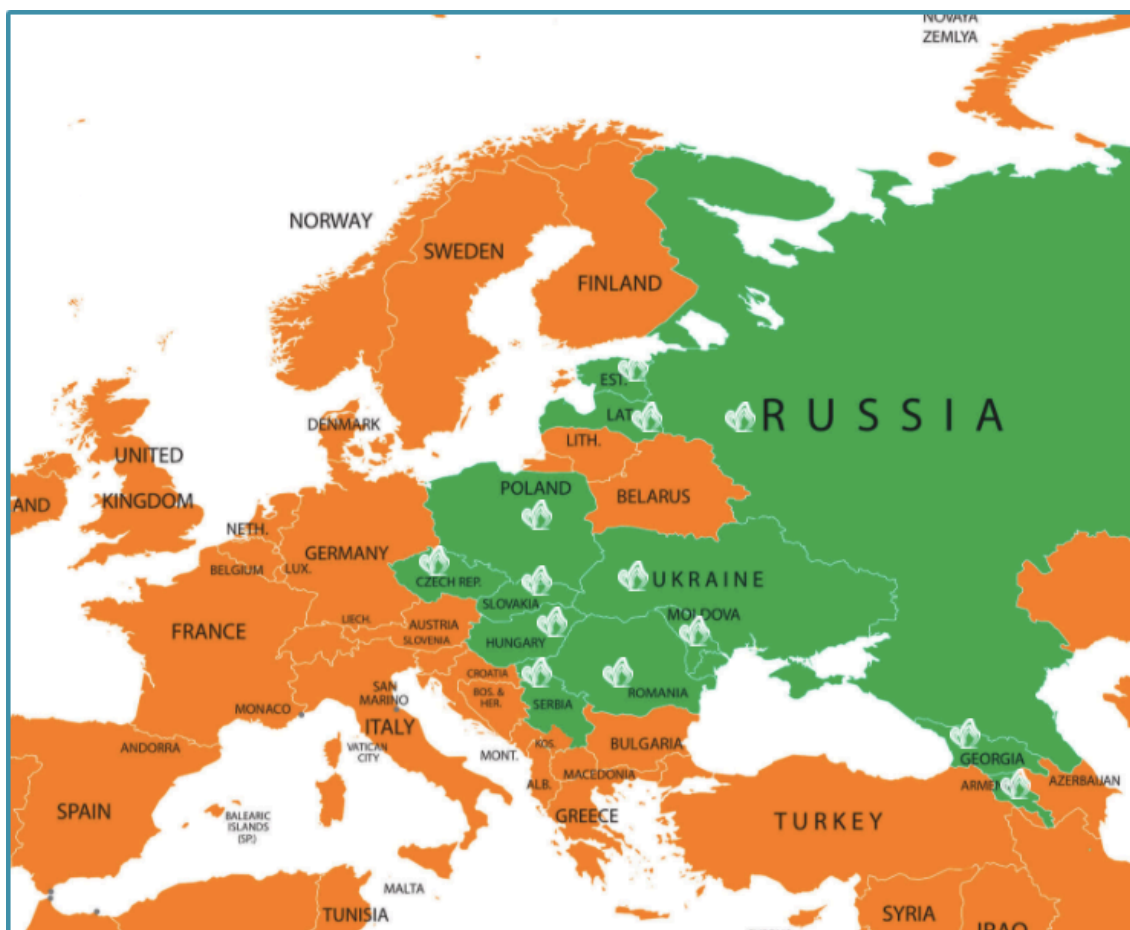 NOVAYA
ZEMLYA
NORWAY
SWEDEN
FINLAND
EST.
LAT
RUSSIA
DENMARK
LITH.
UNITED
KINGDOM
AND
POLAND
BELARUS
NETH.
GERMANY
BELGIUM
LUX.
CZECH REP.
UKRAINE
SLOVAKIA
MOLDOVA
LIECH.
AUSTRIA
FRANCE
SLOVENIA
HUNGARY
CROATIA
SAN
MARINO
BOS. &
HER.
SERBIA
ROMANIA
MONACO
ITALY
ANDORRA
VATICAN
CITY
MONT.
KOS.
BULGARIA
GEORGIA
ALB.
MACEDONIA
ARMEN
AZERBAIJAN
SPAIN
BALEARIC
ISLANDS
(SP.)
GREECE
TURKEY
MALTA
TUNISIA
SYRIA
IRAQ